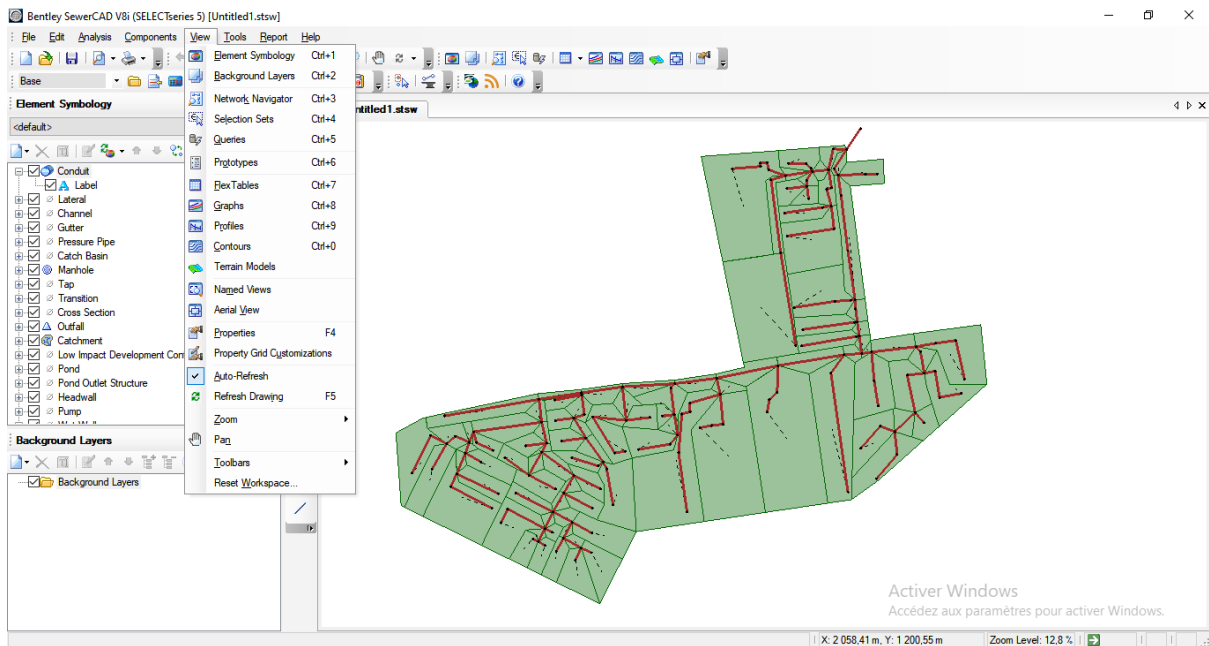 Bentley SewerCAD V8i (SELECTseries 5) [Untitled1.stsw]
File Edit Analysis Components View Tools Report Help
Base
Element Symbology
<default>
Conduit
Label
Lateral
Channel
Gutter
Pressure Pipe
Catch Basin
Manhole
Tap
Transition
Cross Section
Outfall
Catchment
Low Impact Development Con
Pond
Pond Outlet Structure
Headwall
Pump
Background Layers
Background Layers
Element Symbology Ctrl+1
Background Layers Ctrl+2
Network Navigator Ctrl+3
Selection Sets Ctrl+4
Queries Ctrl+5
Prototypes Ctrl+6
FlexTables Ctrl+7
Graphs Ctrl+8
Profiles Ctrl+9
Contours Ctrl+0
Terrain Models
Named Views
Aerial View
Properties F4
Property Grid Customizations
Auto-Refresh
Refresh Drawing F5
Zoom
Pan
Toolbars
Reset Workspace...
ntitled1.stsw
Activer Windows
Accédez aux paramètres pour activer Windows.
X: 2 058,41 m, Y: 1 200,55 m
Zoom Level: 12,8 %